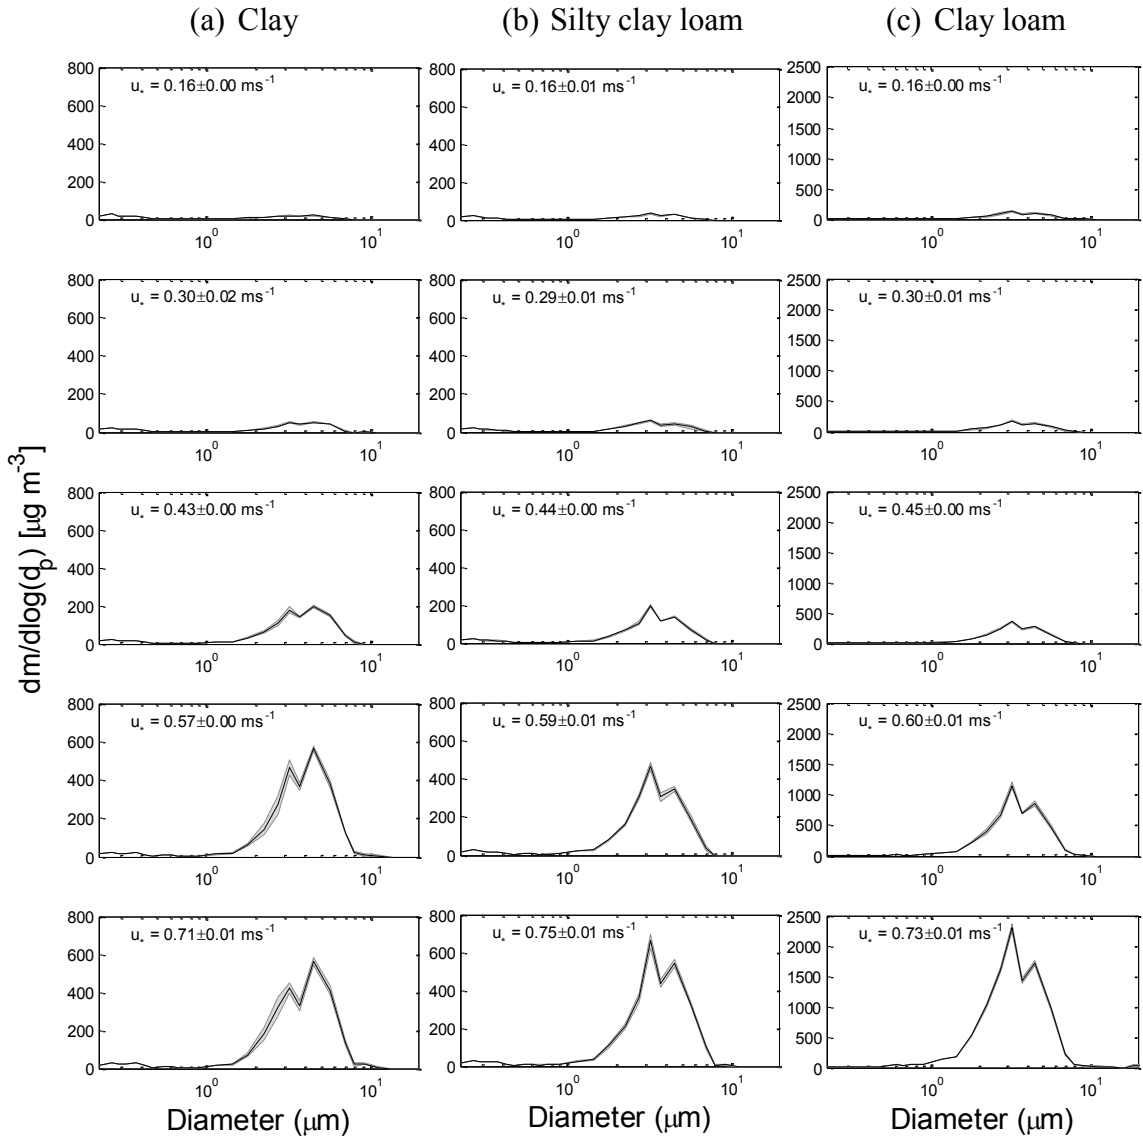 (a) Clay (b) Silty clay loam (c) Clay loam
800 600 400 200 0 10⁰ 10¹ u* = 0.16±0.00 ms⁻¹
800 600 400 200 0 10⁰ 10¹ u* = 0.16±0.01 ms⁻¹
2500 2000 1500 1000 500 0 10⁰ 10¹ u* = 0.16±0.00 ms⁻¹
800 600 400 200 0 10⁰ 10¹ u* = 0.30±0.02 ms⁻¹
800 600 400 200 0 10⁰ 10¹ u* = 0.29±0.01 ms⁻¹
2500 2000 1500 1000 500 0 10⁰ 10¹ u* = 0.30±0.01 ms⁻¹
dm/dlog(dₚ) [μg m⁻³]
800 600 400 200 0 10⁰ 10¹ u* = 0.43±0.00 ms⁻¹
800 600 400 200 0 10⁰ 10¹ u* = 0.44±0.00 ms⁻¹
2500 2000 1500 1000 500 0 10⁰ 10¹ u* = 0.45±0.00 ms⁻¹
800 600 400 200 0 10⁰ 10¹ u* = 0.57±0.00 ms⁻¹
800 600 400 200 0 10⁰ 10¹ u* = 0.59±0.01 ms⁻¹
2500 2000 1500 1000 500 0 10⁰ 10¹ u* = 0.60±0.01 ms⁻¹
800 600 400 200 0 10⁰ 10¹ u* = 0.71±0.01 ms⁻¹
800 600 400 200 0 10⁰ 10¹ u* = 0.75±0.01 ms⁻¹
2500 2000 1500 1000 500 0 10⁰ 10¹ u* = 0.73±0.01 ms⁻¹
Diameter (μm) Diameter (μm) Diameter (μm)